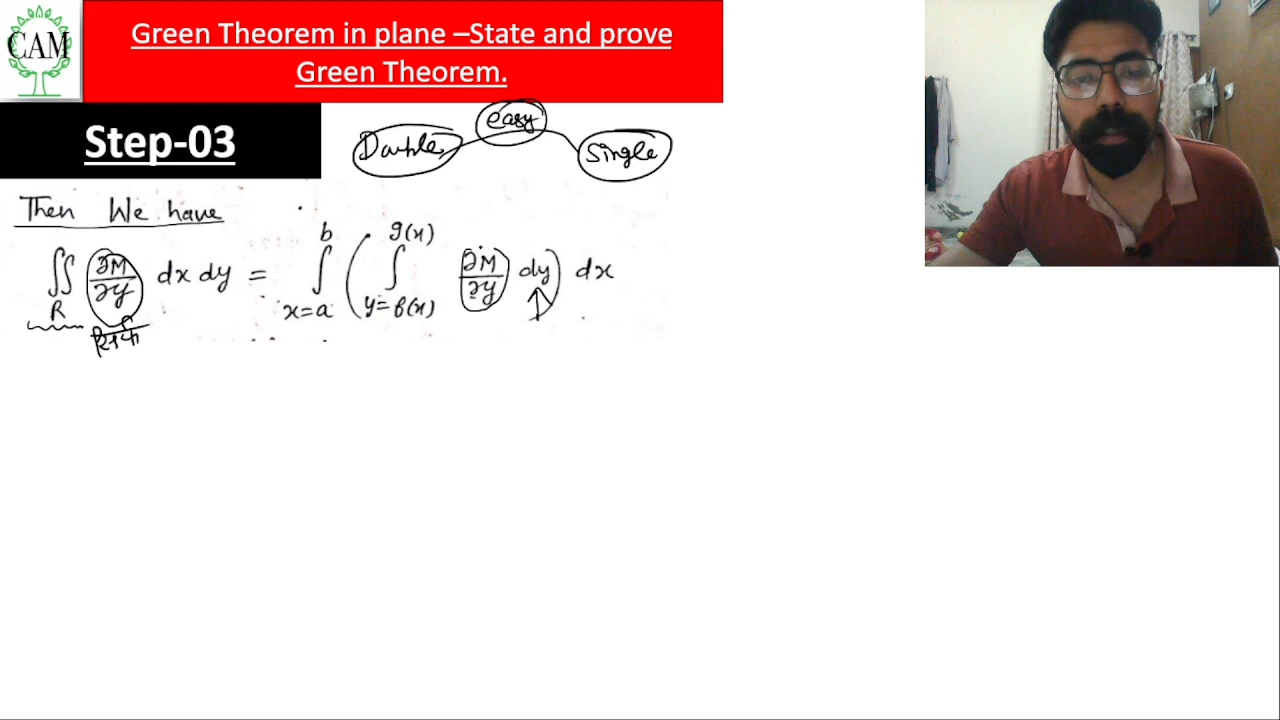 CAM
Green Theorem in plane –State and prove
Green Theorem.
Step-03
Double easy Single
Then We have
∬_R ∂M/∂y dx dy = ∫_{x=a}^{b} ( ∫_{y=f(x)}^{g(x)} ∂M/∂y dy ) dx